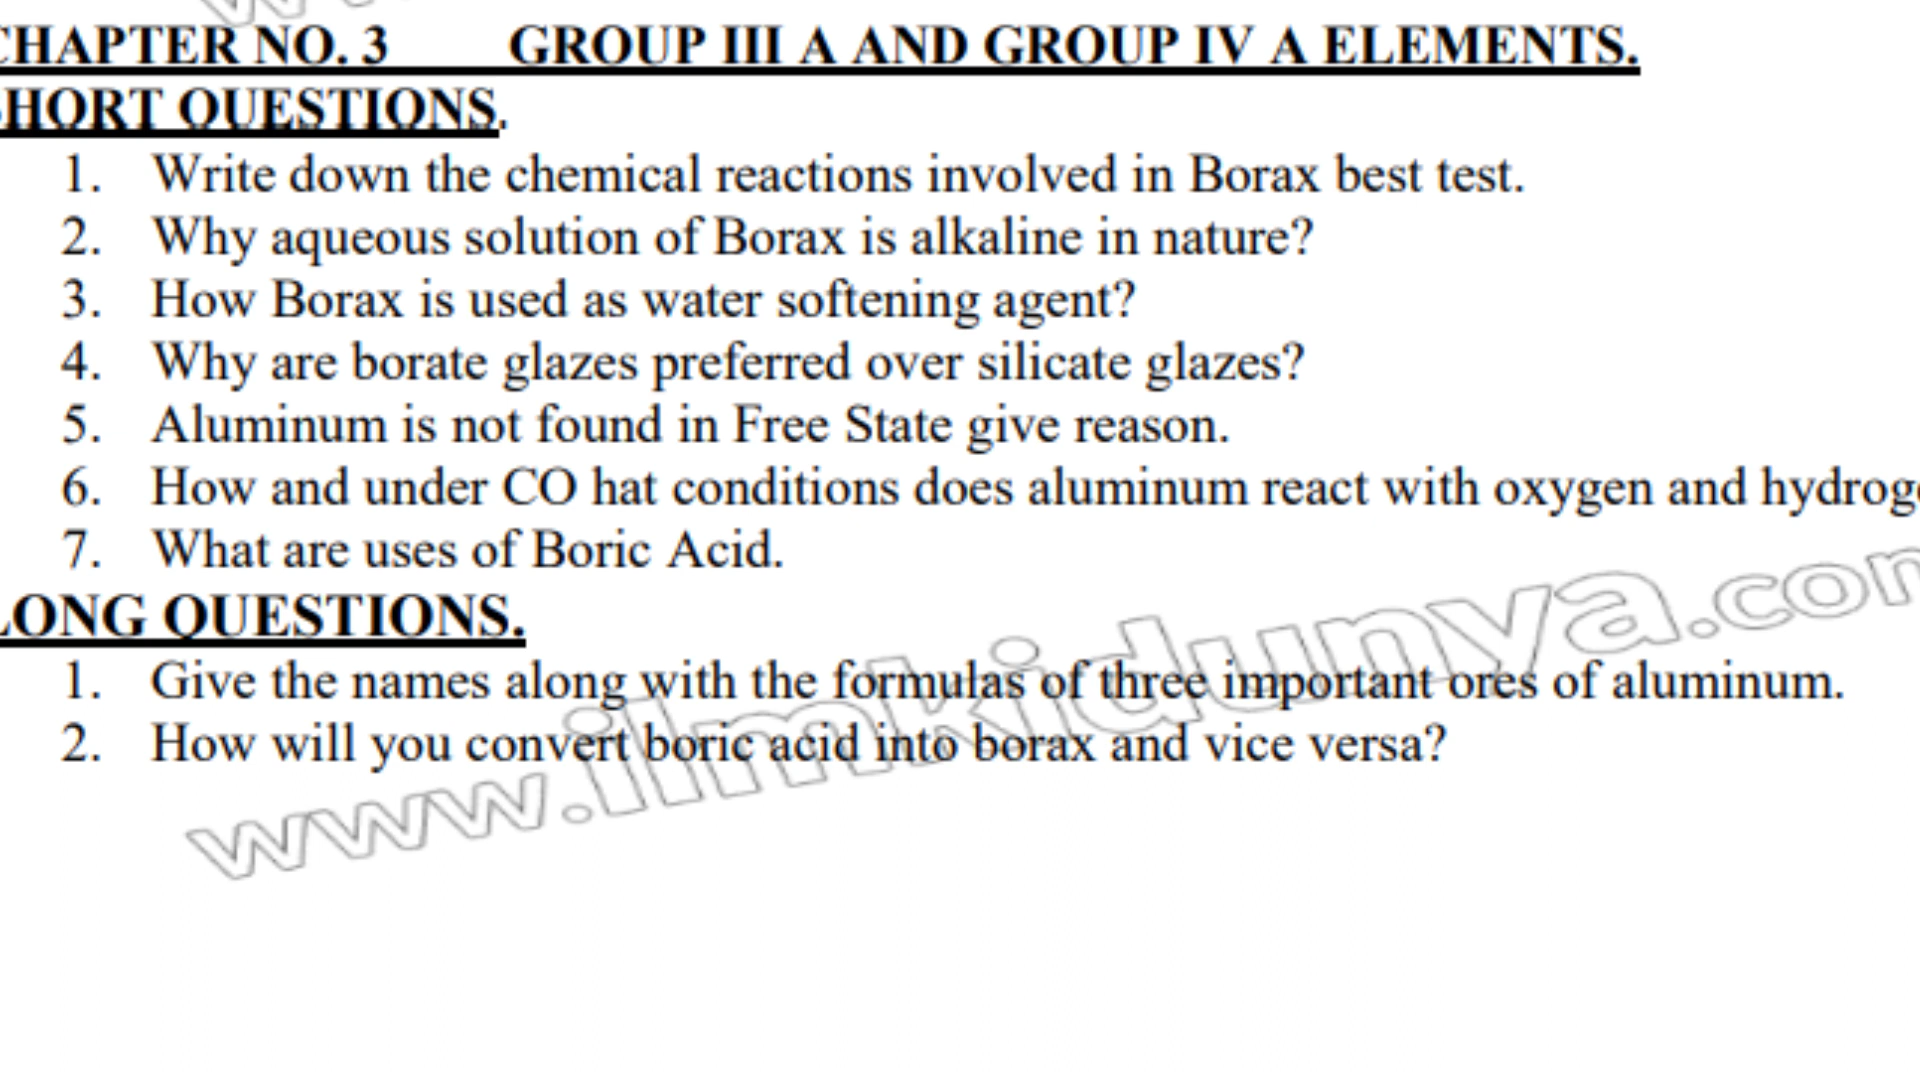 CHAPTER NO. 3 GROUP III A AND GROUP IV A ELEMENTS.
SHORT QUESTIONS.
1. Write down the chemical reactions involved in Borax best test.
2. Why aqueous solution of Borax is alkaline in nature?
3. How Borax is used as water softening agent?
4. Why are borate glazes preferred over silicate glazes?
5. Aluminum is not found in Free State give reason.
6. How and under CO hat conditions does aluminum react with oxygen and hydroge
7. What are uses of Boric Acid.
LONG QUESTIONS.
1. Give the names along with the formulas of three important ores of aluminum.
2. How will you convert boric acid into borax and vice versa?
www.ilmkidunya.com